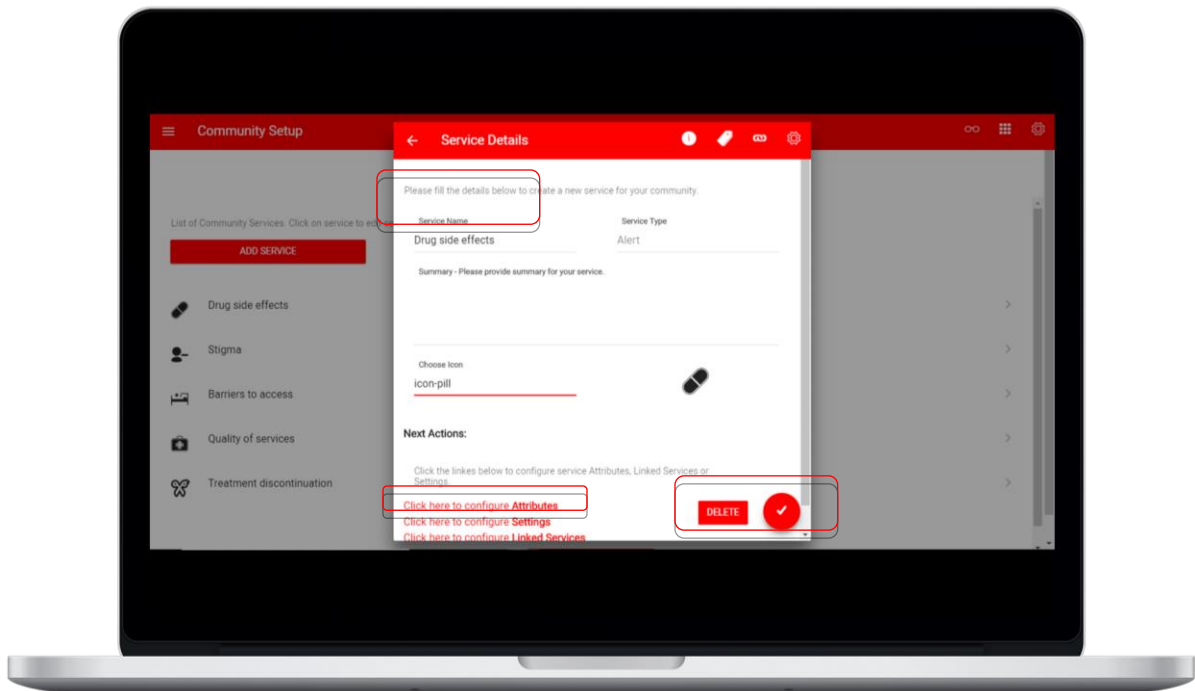 Community Setup
Service Details
Please fill the details below to create a new service for your community.
List of Community Services. Click on service to edit
Service Name
Service Type
Drug side effects
Alert
ADD SERVICE
Summary - Please provide summary for your service.
Drug side effects
Stigma
Choose Icon
icon-pill
Barriers to access
Next Actions:
Quality of services
Click the linkes below to configure service Attributes, Linked Services or
Settings.
Treatment discontinuation
Click here to configure Attributes
DELETE
Click here to configure Settings
Click here to configure Linked Services